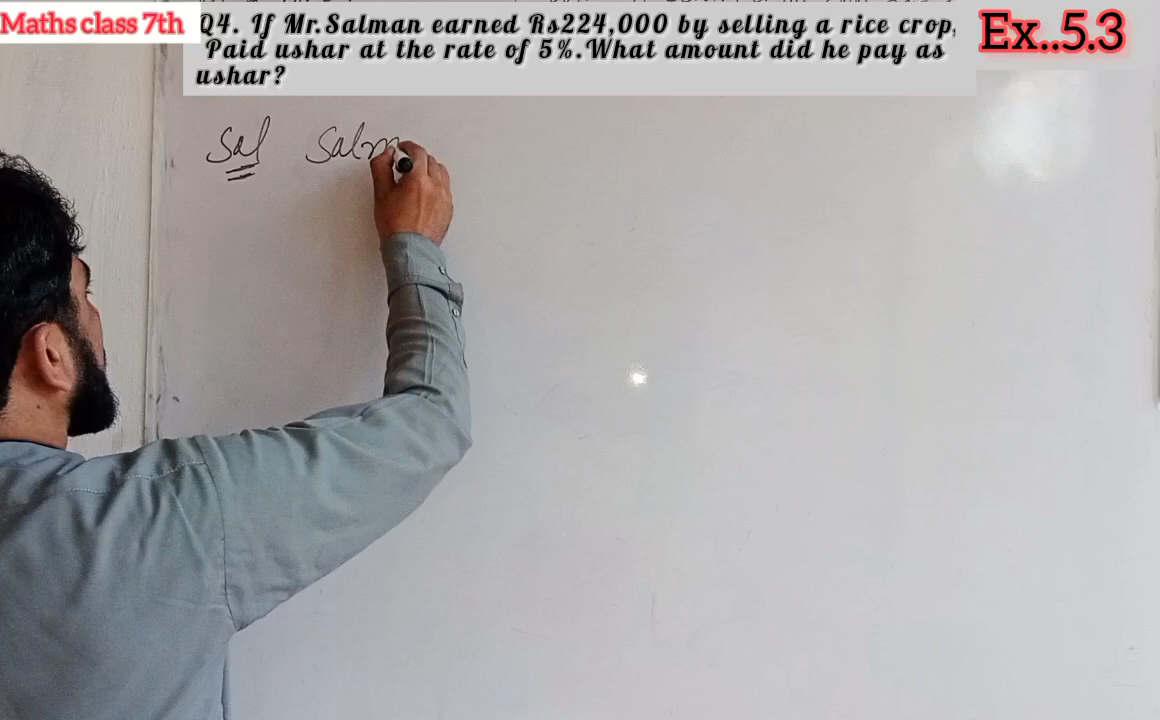 Maths class 7th
Q4. If Mr.Salman earned Rs224,000 by selling a rice crop,
Paid ushar at the rate of 5%.What amount did he pay as
ushar?
Ex..5.3
Sol Salm